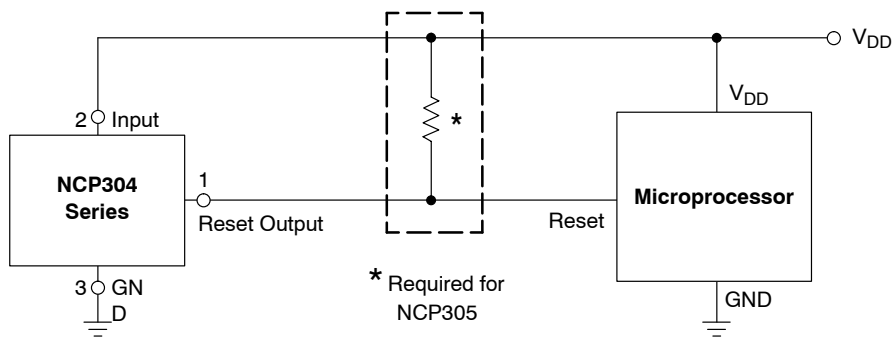 V_DD
V_DD
2 Input
*
NCP304
Series
1
Reset Output
Reset
Microprocessor
3 GN
D
* Required for
NCP305
GND